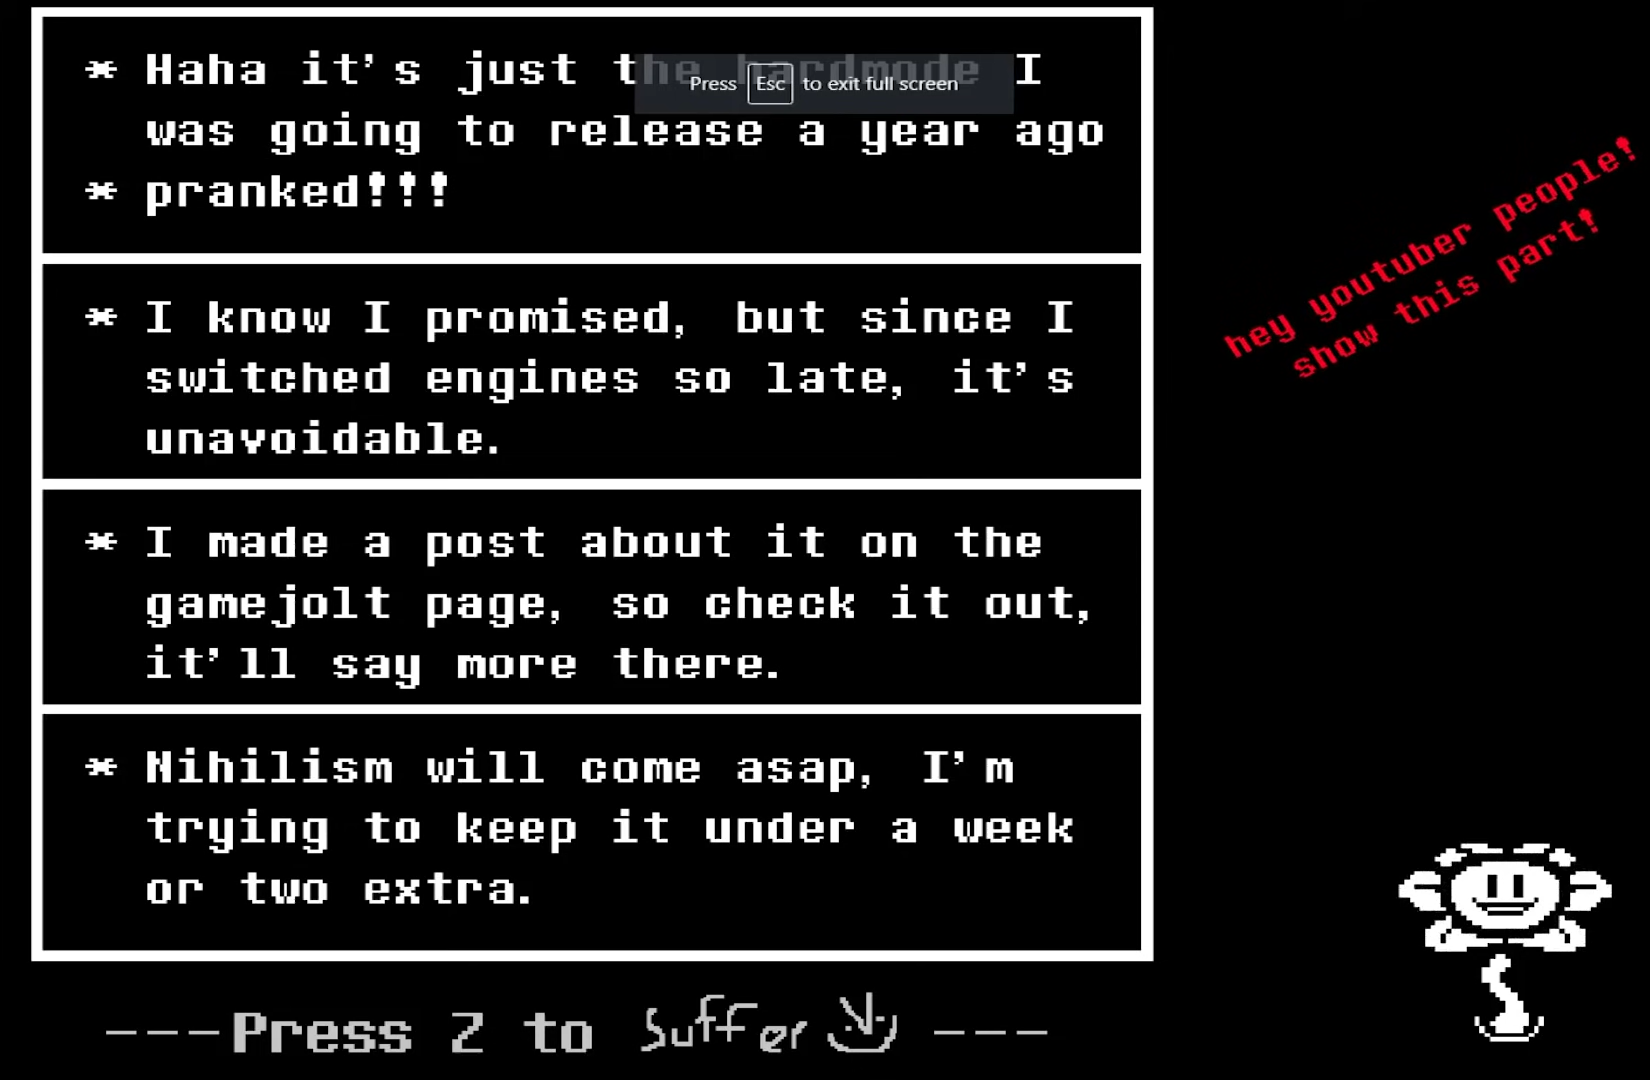 * Haha it's just the hardmode I
was going to release a year ago
* pranked!!!
Press Esc to exit full screen
* I know I promised, but since I
switched engines so late, it's
unavoidable.
* I made a post about it on the
gamejolt page, so check it out,
it'll say more there.
* Nihilism will come asap, I'm
trying to keep it under a week
or two extra.
hey youtuber people!
show this part!
---Press Z to suffer ---